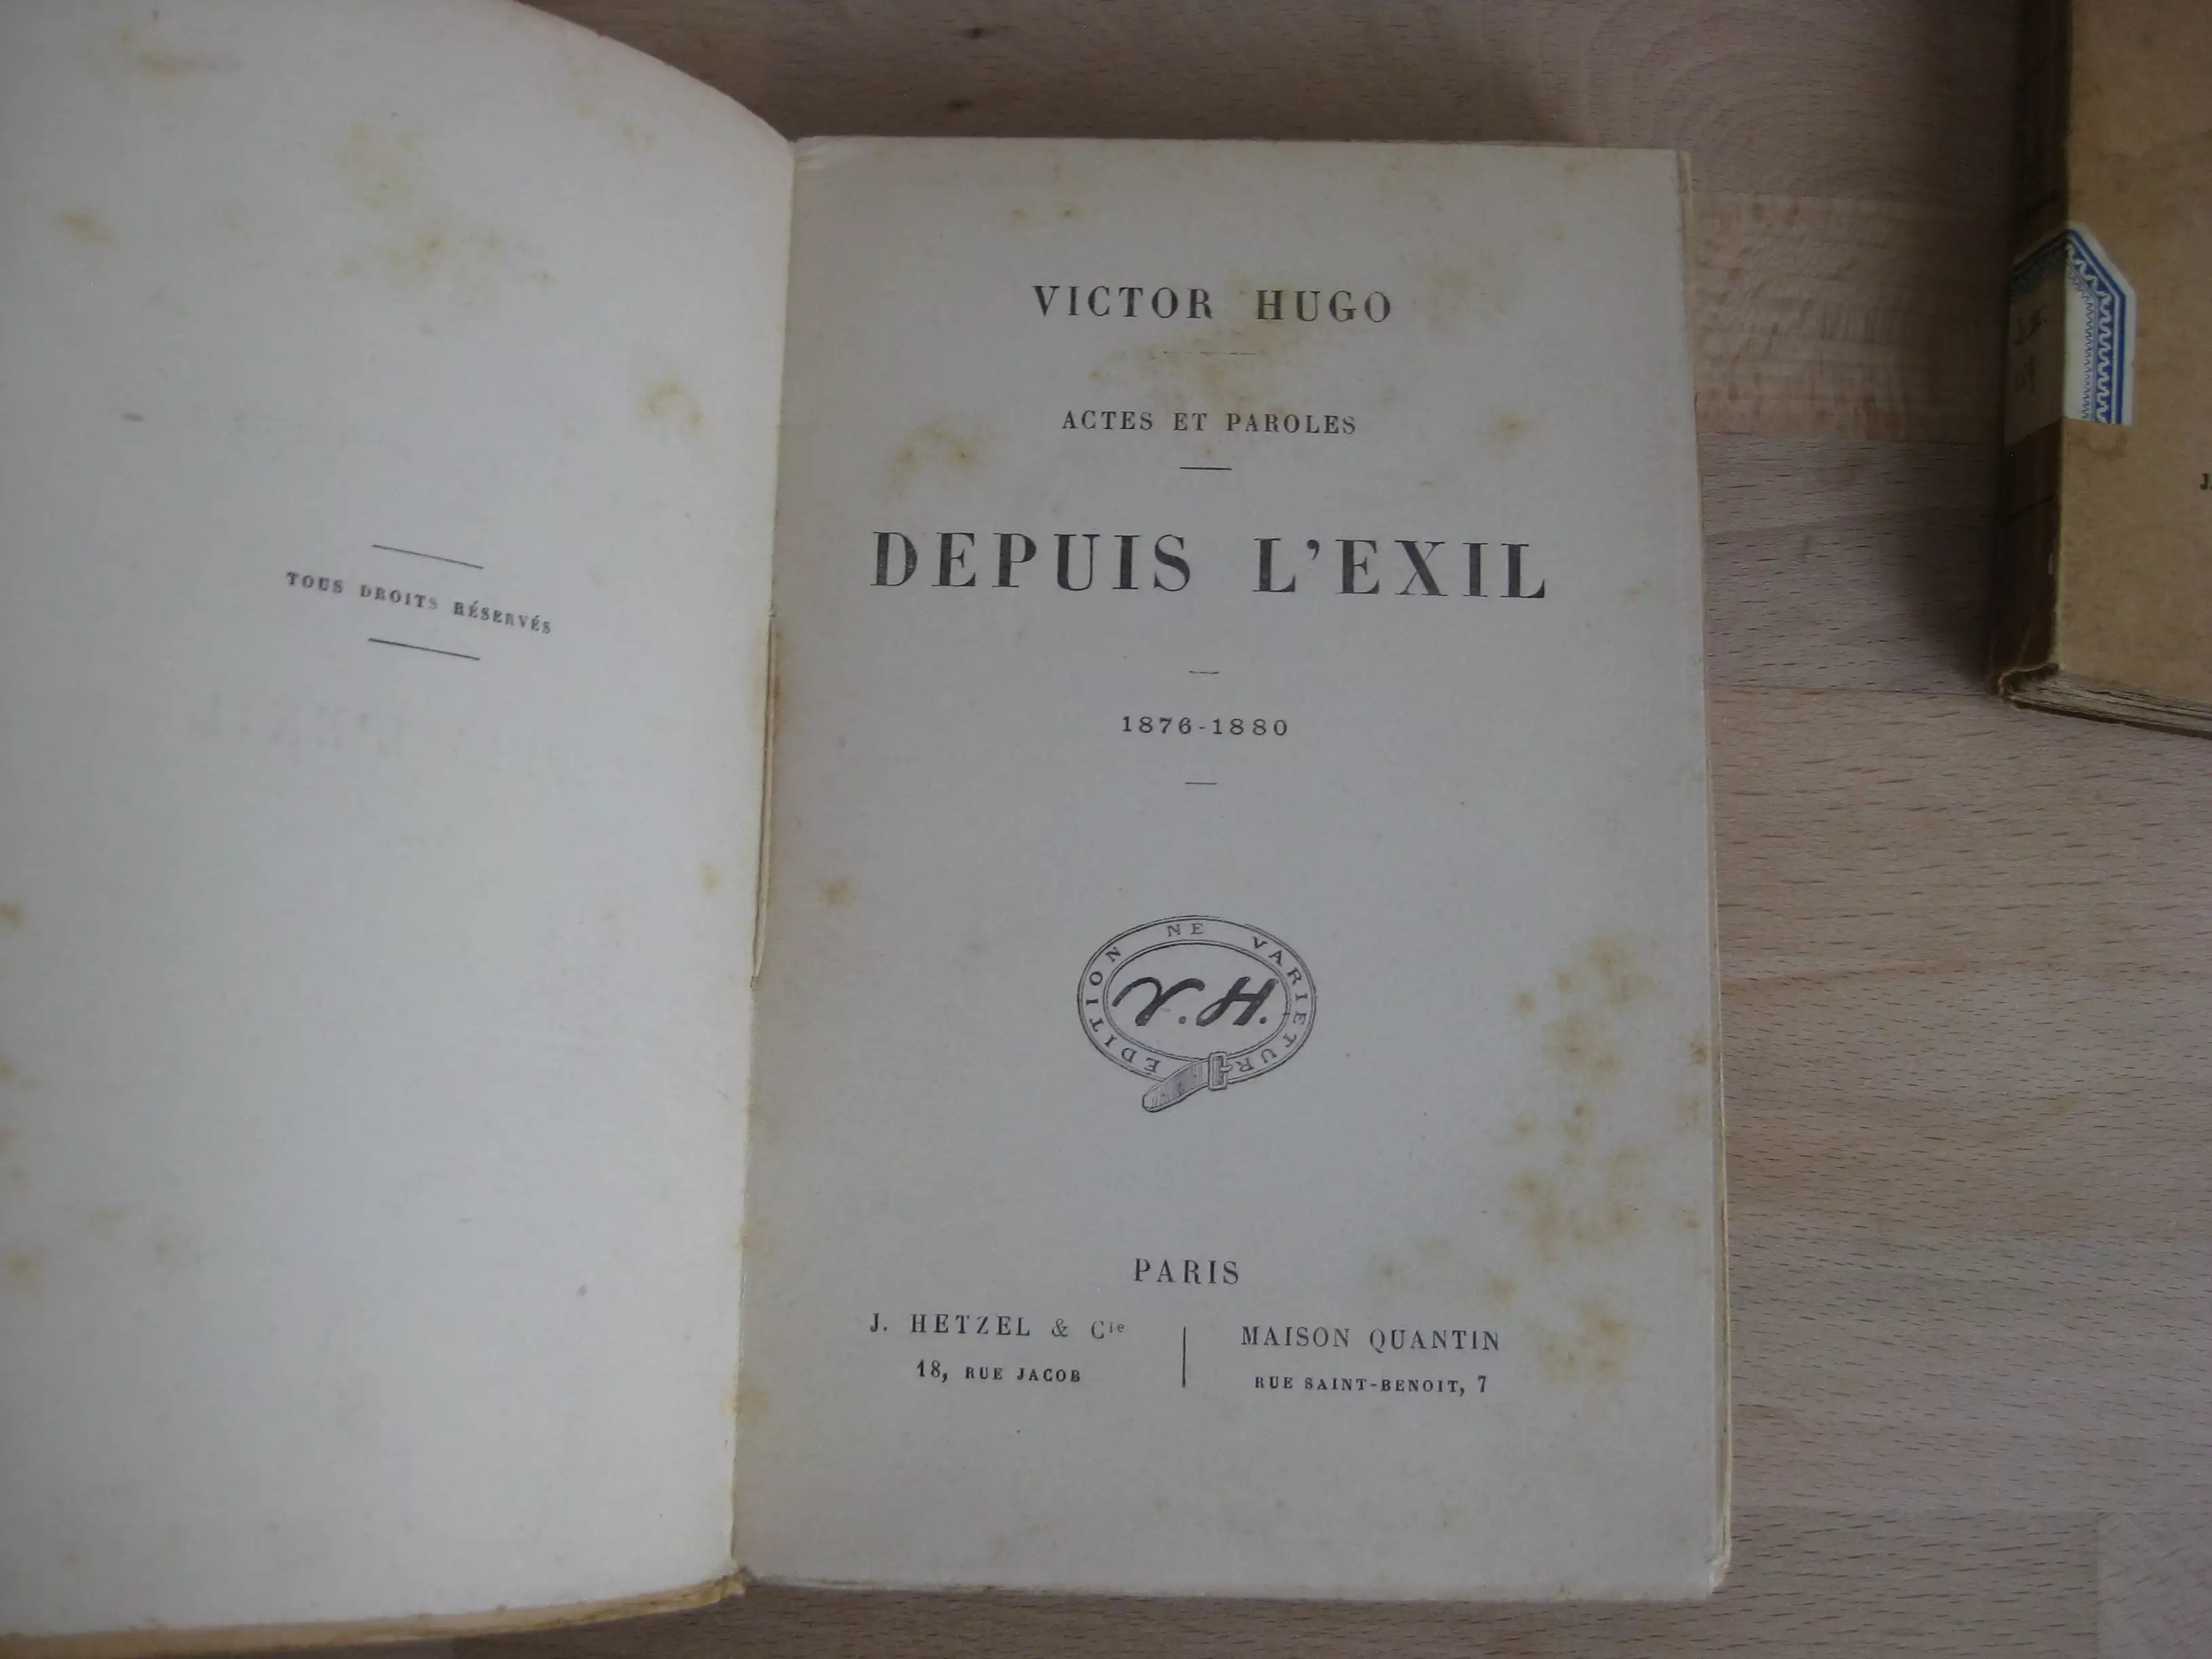 TOUS DROITS RÉSERVÉS
VICTOR HUGO
ACTES ET PAROLES
DEPUIS L'EXIL
1876-1880
EDITION NE VARIETUR
V.H.
PARIS
J. HETZEL & Cie
18, RUE JACOB
MAISON QUANTIN
RUE SAINT-BENOIT, 7
J.